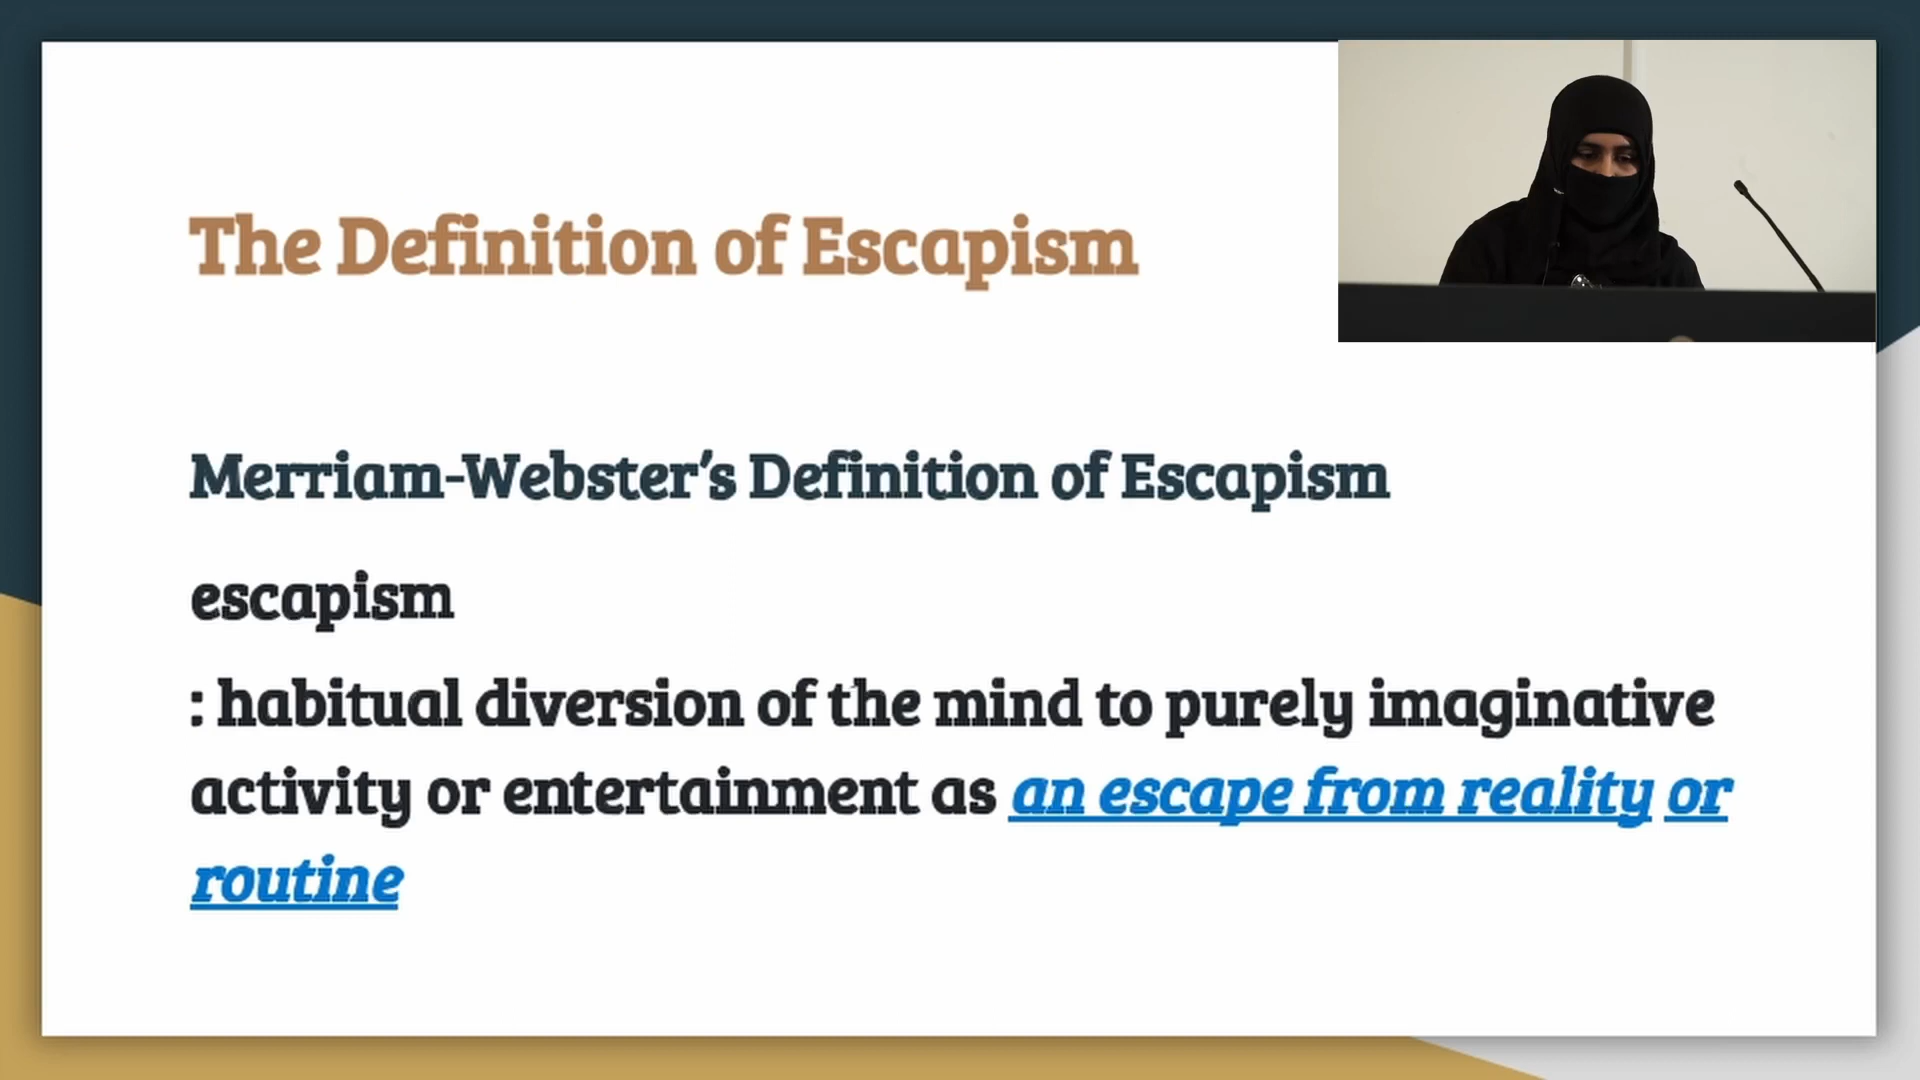 The Definition of Escapism
Merriam-Webster’s Definition of Escapism
escapism
: habitual diversion of the mind to purely imaginative
activity or entertainment as an escape from reality or
routine